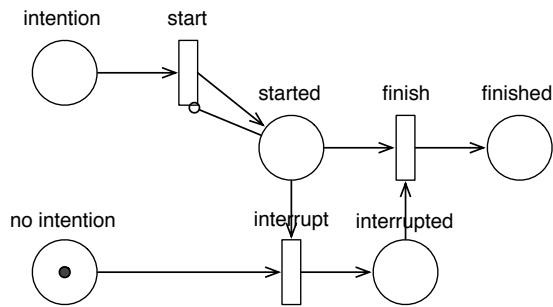 intention
start
started
finish
finished
no intention
interrupt
interrupted